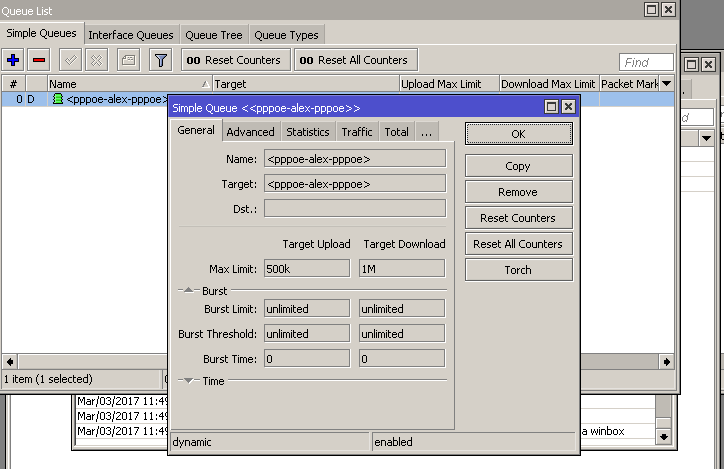 Queue List
Simple Queues Interface Queues Queue Tree Queue Types
00 Reset Counters 00 Reset All Counters Find
# Name Target Upload Max Limit Download Max Limit Packet Mark
0 D <pppoe-alex-pppoe>
Simple Queue <<pppoe-alex-pppoe>>
General Advanced Statistics Traffic Total ...
Name: <pppoe-alex-pppoe>
Target: <pppoe-alex-pppoe>
Dst.:
Target Upload Target Download
Max Limit: 500k 1M
Burst
Burst Limit: unlimited unlimited
Burst Threshold: unlimited unlimited
Burst Time: 0 0
Time
dynamic enabled
OK
Copy
Remove
Reset Counters
Reset All Counters
Torch
1 item (1 selected)
Mar/03/2017 11:49
Mar/03/2017 11:49
Mar/03/2017 11:49 a winbox